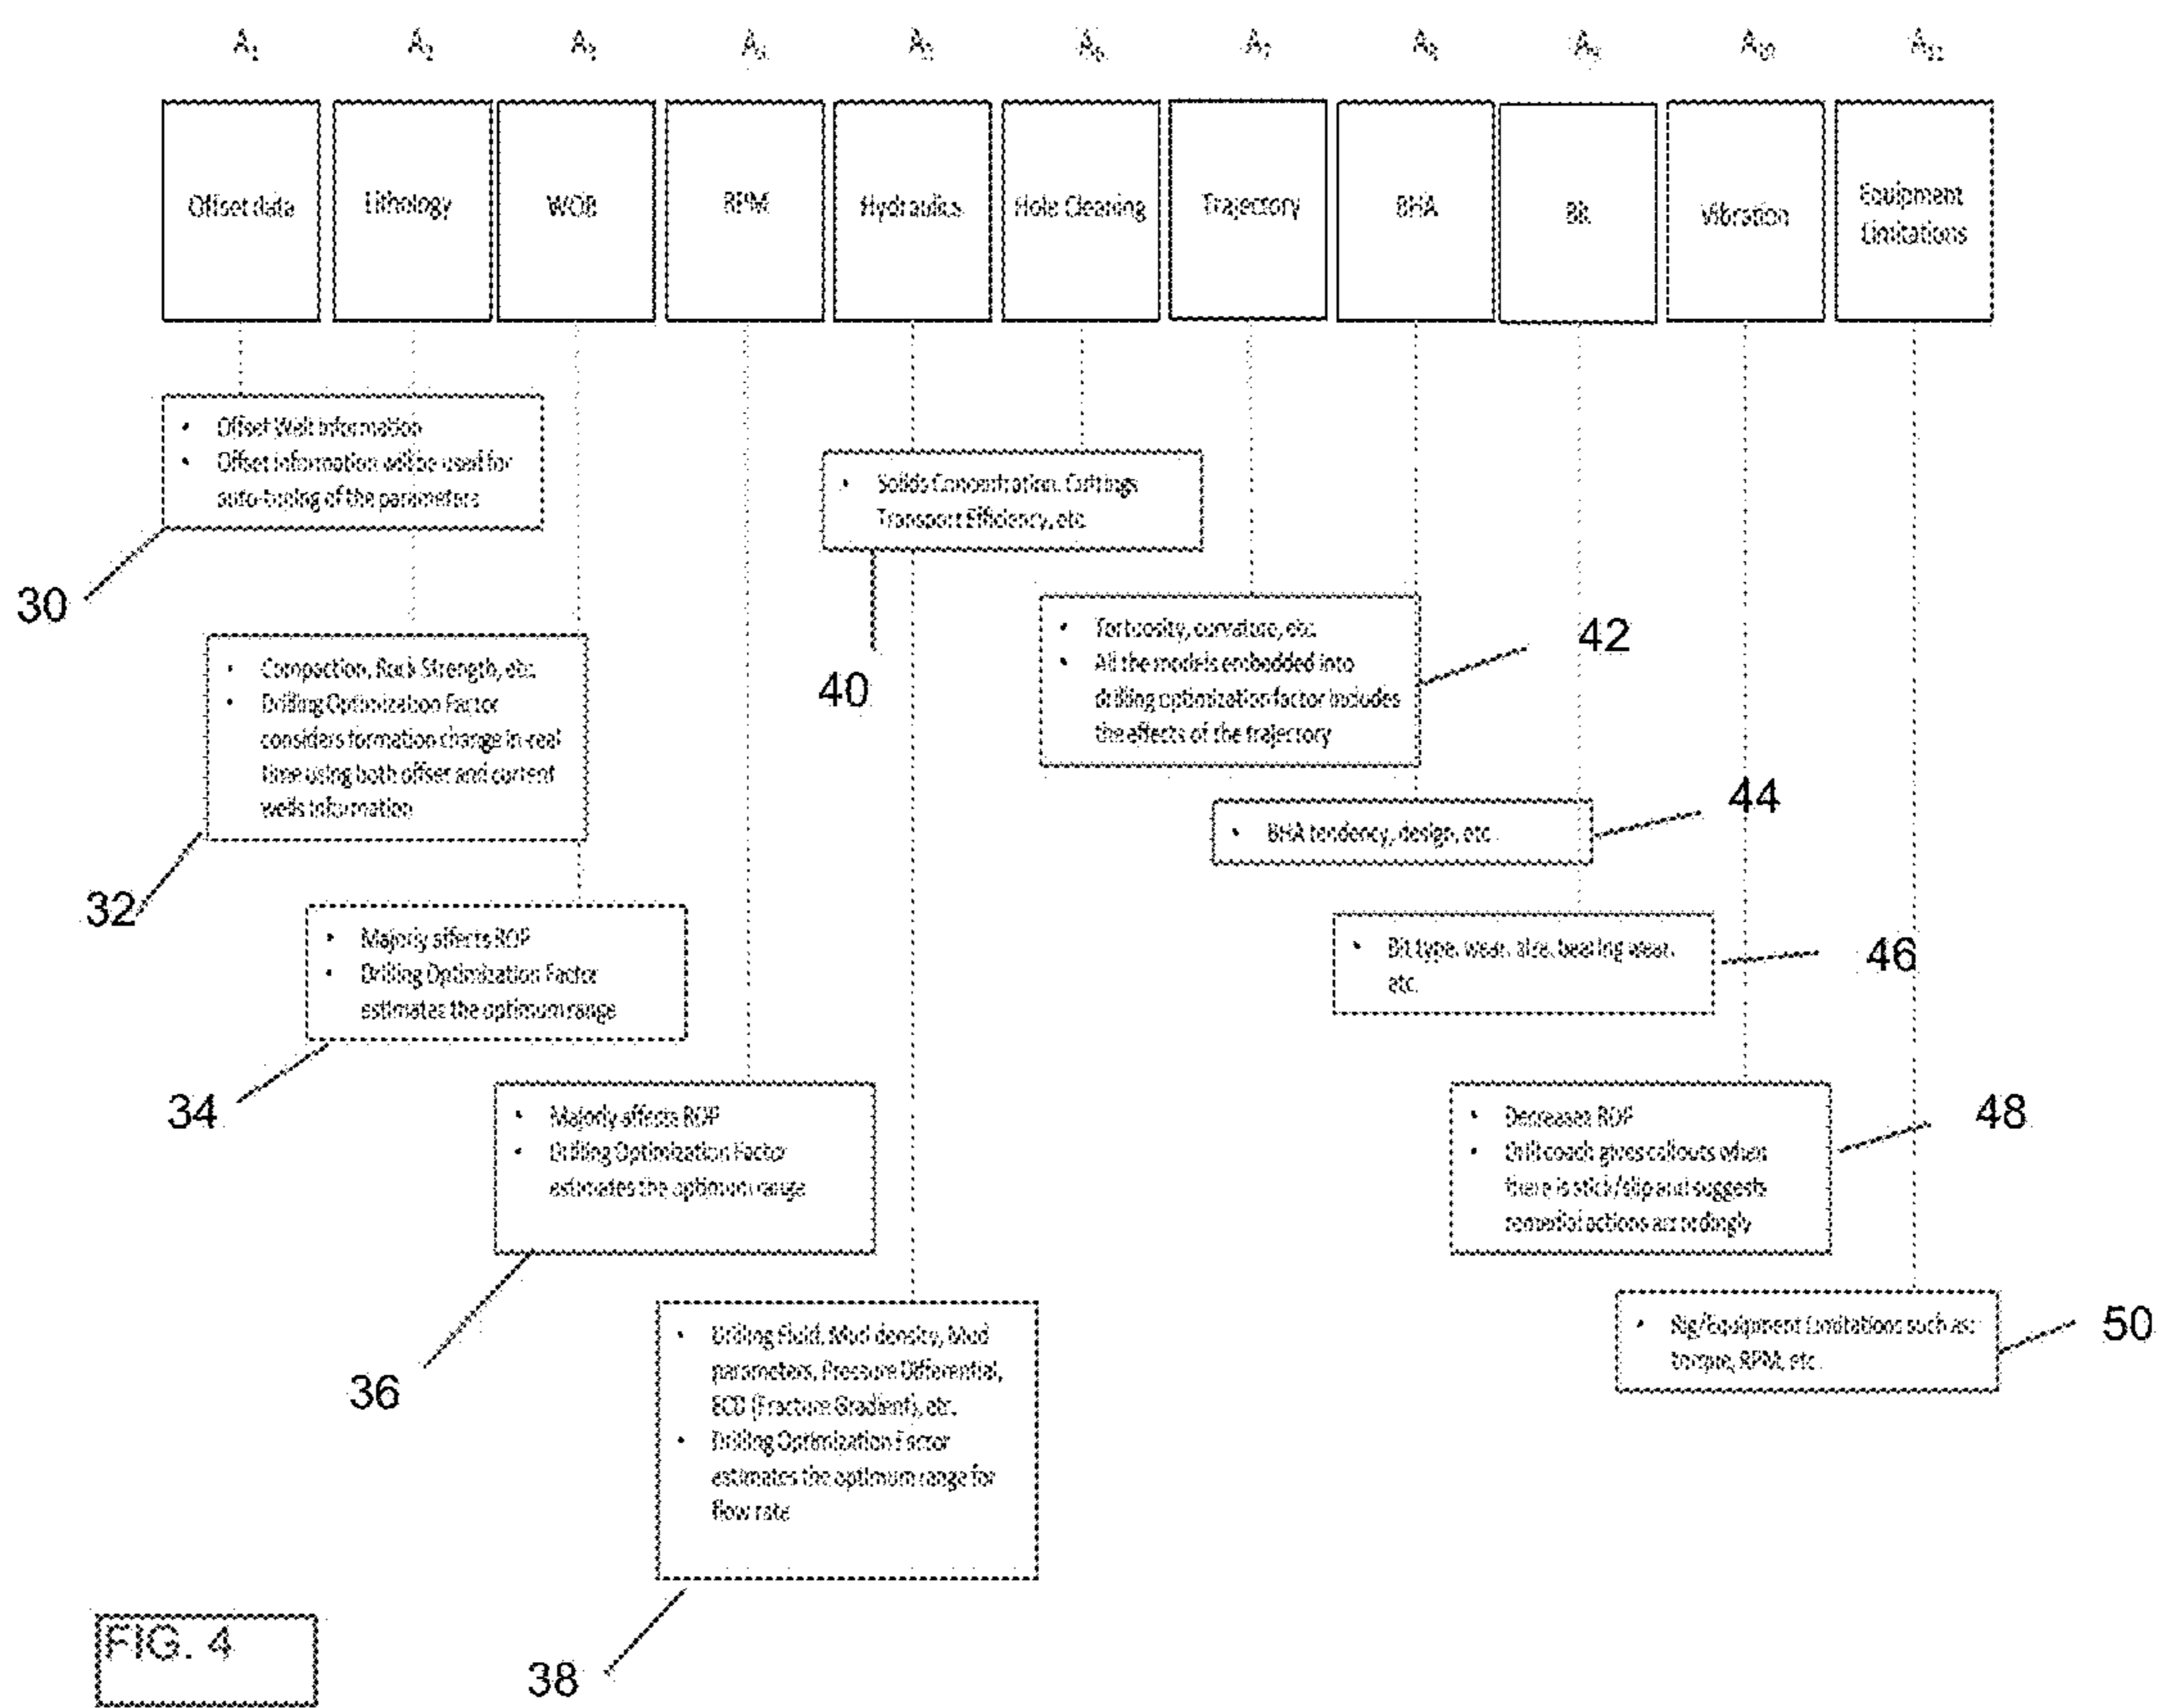 A1 A2 A3 A4 A5 A6 A7 A8 A9 A10 A11
Offset data
Lithology
WOB
RPM
Hydraulics
Hole Cleaning
Trajectory
BHA
Bit
Vibration
Equipment
Limitations
• Offset Well Information
• Offset information will be used for
auto-tuning of the parameters
30
• Solids Concentration, Cuttings
Transport Efficiency, etc.
40
• Tortuosity, curvature, etc.
• All the models embedded into
drilling optimization factor includes
the effects of the trajectory
42
• Compaction, Rock Strength, etc.
• Drilling Optimization Factor
considers formation change in-real
time using both offset and current
wells information
32
• BHA tendency, design, etc.
44
• Majorly affects ROP
• Drilling Optimization Factor
estimates the optimum range
34
• Bit type, wear, size, bearing wear,
etc.
46
• Majorly affects ROP
• Drilling Optimization Factor
estimates the optimum range
36
• Decreases ROP
• Drill coach gives callouts when
there is stick/slip and suggests
remedial actions accordingly
48
• Drilling Fluid, Mud density, Mud
parameters, Pressure Differential,
ECD (Fracture Gradient), etc.
• Drilling Optimization Factor
estimates the optimum range for
flow rate
38
• Rig/Equipment Limitations such as:
torque, RPM, etc.
50
FIG. 4